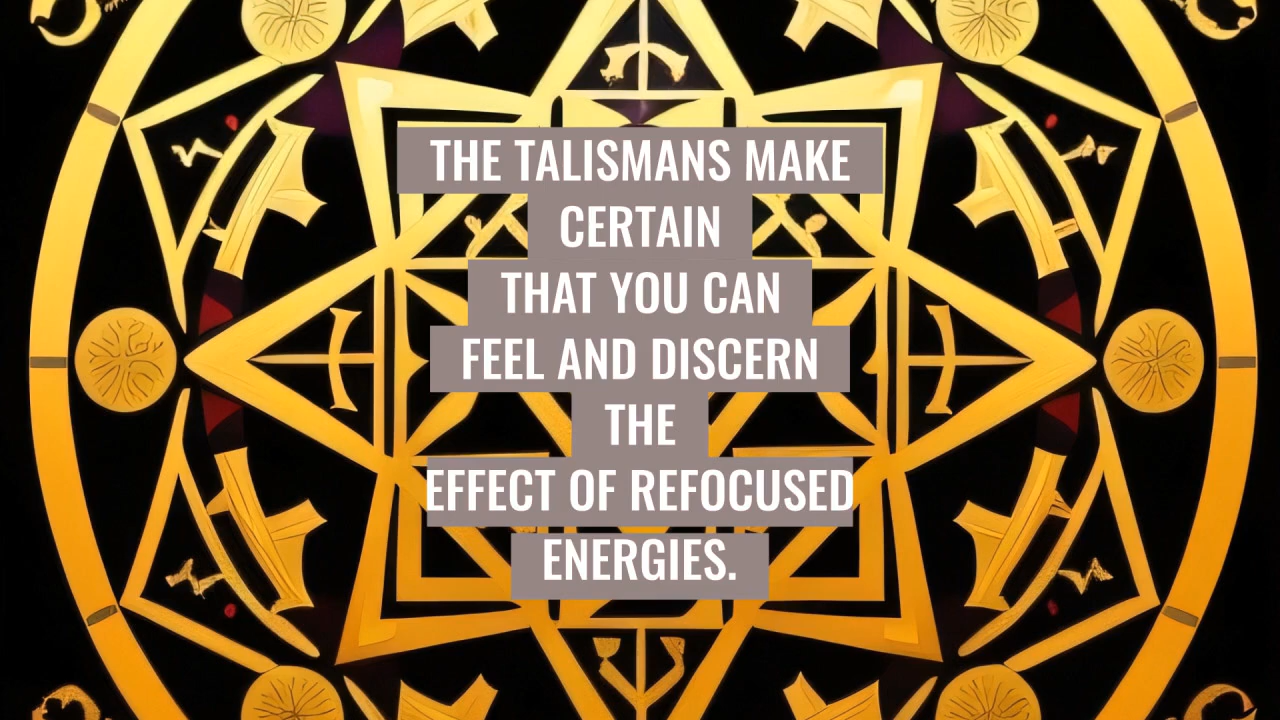 THE TALISMANS MAKE
CERTAIN
THAT YOU CAN
FEEL AND DISCERN
THE
EFFECT OF REFOCUSED
ENERGIES.